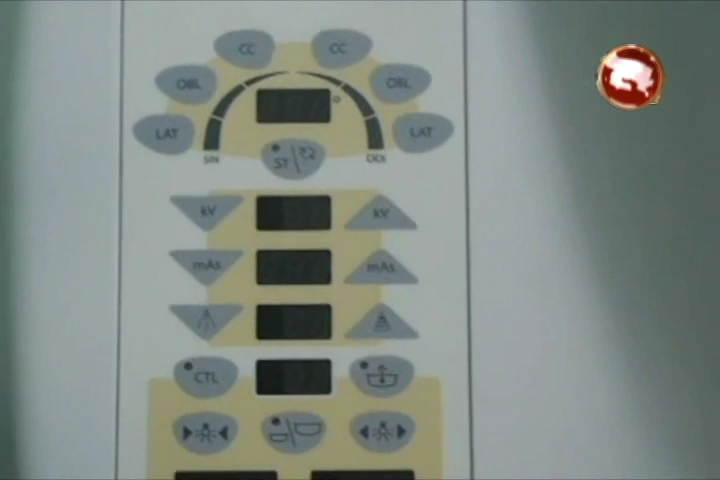 CC CC
OBL OBL
LAT LAT
SIN DEX
ST
kV kV
mAs mAs
CTL